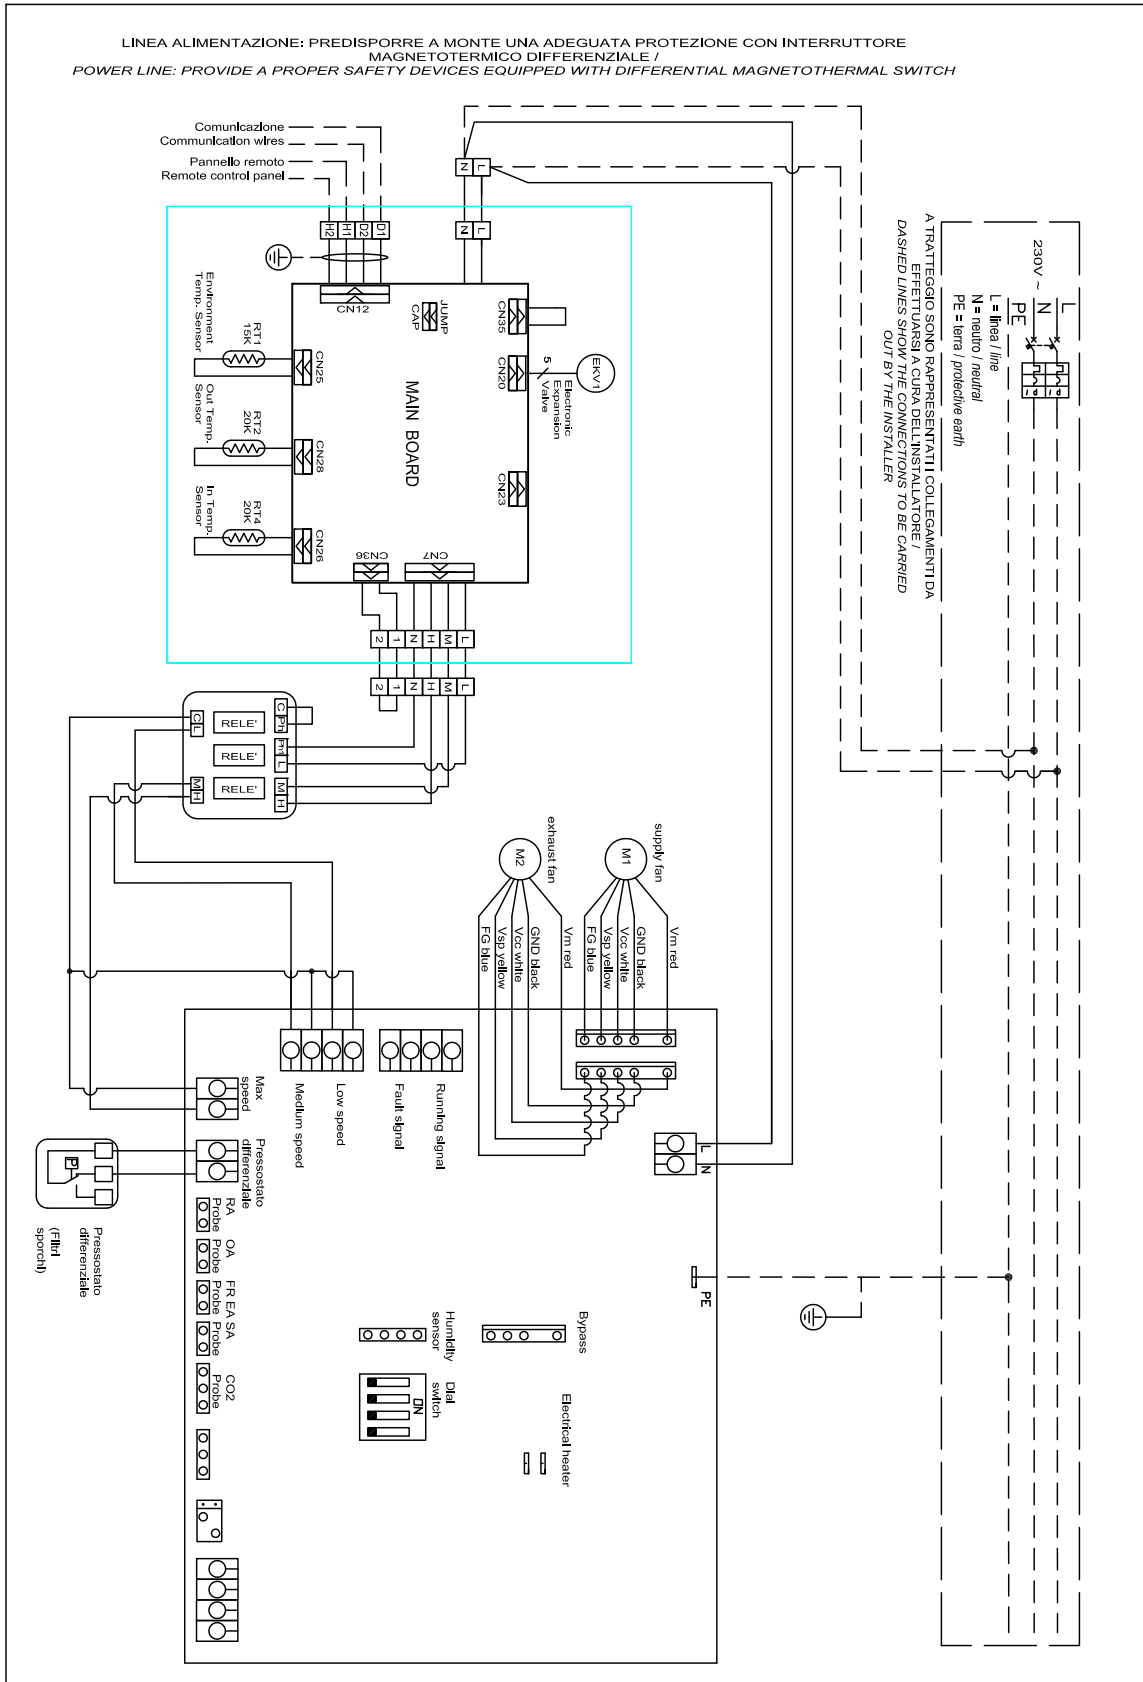 LINEA ALIMENTAZIONE: PREDISPORRE A MONTE UNA ADEGUATA PROTEZIONE CON INTERRUTTORE
MAGNETOTERMICO DIFFERENZIALE /
POWER LINE: PROVIDE A PROPER SAFETY DEVICES EQUIPPED WITH DIFFERENTIAL MAGNETOTHERMAL SWITCH
Comunicazione
Communication wires
Pannello remoto
Remote control panel
N
L
N
L
H2
H1
D2
D1
CN12
JUMP
CAP
CN35
CN20
5
EKV1
Electronic
Expansion
Valve
CN23
MAIN BOARD
CN25
RT1
15K
Environment
Temp. Sensor
CN28
RT2
20K
Out Temp.
Sensor
CN26
RT4
20K
In Temp.
Sensor
CN36
CN7
2
1
N
H
M
L
2
1
N
H
M
L
230V ~
L
N
PE
L = linea / line
N = neutro / neutral
PE = terra / protective earth
A TRATTEGGIO SONO RAPPRESENTATI I COLLEGAMENTI DA
EFFETTUARSI A CURA DELL'INSTALLATORE /
DASHED LINES SHOW THE CONNECTIONS TO BE CARRIED
OUT BY THE INSTALLER
C
L
RELE'
C
Ph
RELE'
Ph1
L
M
H
RELE'
M
H
M2
exhaust fan
M1
supply fan
FG blue
Vsp yellow
Vcc white
GND black
Vm red
FG blue
Vsp yellow
Vcc white
GND black
Vm red
Max
speed
Medium speed
Low speed
Fault signal
Running signal
L
N
PE
P
Pressostato
differenziale
Pressostato
differenziale
(Filtri
sporchi)
RA
Probe
OA
Probe
FR EA SA
Probe
Probe
CO2
Probe
Humidity
sensor
Dial
switch
ON
Bypass
Electrical heater